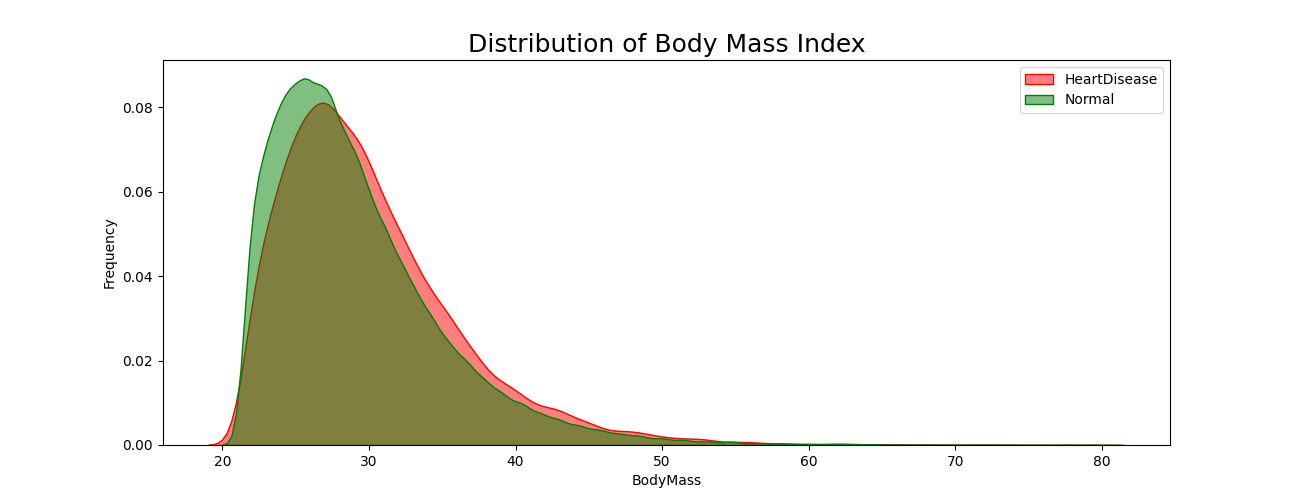 Distribution of Body Mass Index
HeartDisease
Normal
0.08
0.06
0.04
0.02
0.00
Frequency
20 30 40 50 60 70 80
BodyMass